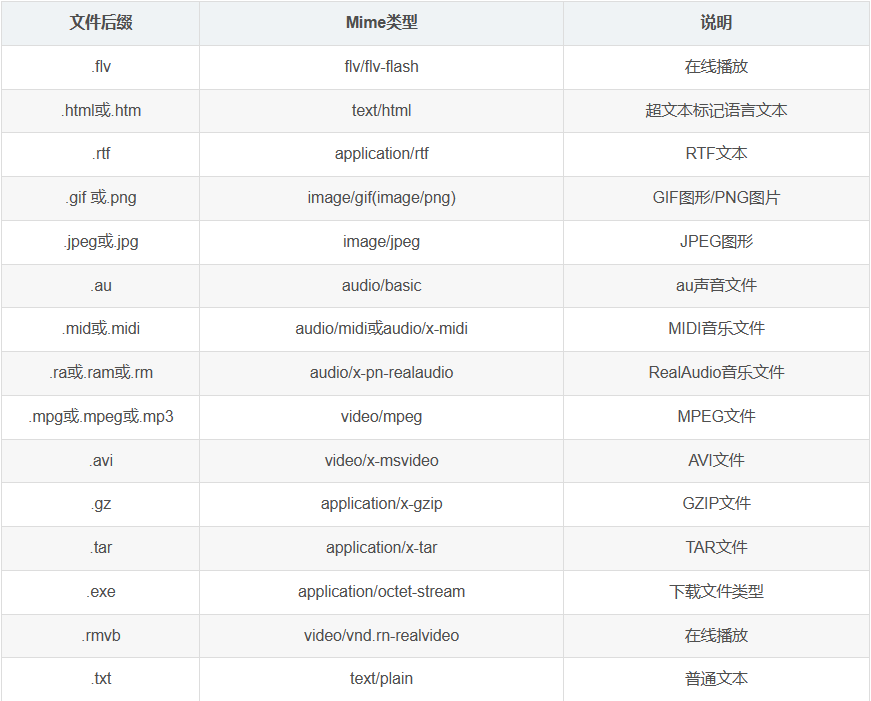 文件后缀 Mime类型 说明
.flv flv/flv-flash 在线播放
.html或.htm text/html 超文本标记语言文本
.rtf application/rtf RTF文本
.gif 或.png image/gif(image/png) GIF图形/PNG图片
.jpeg或.jpg image/jpeg JPEG图形
.au audio/basic au声音文件
.mid或.midi audio/midi或audio/x-midi MIDI音乐文件
.ra或.ram或.rm audio/x-pn-realaudio RealAudio音乐文件
.mpg或.mpeg或.mp3 video/mpeg MPEG文件
.avi video/x-msvideo AVI文件
.gz application/x-gzip GZIP文件
.tar application/x-tar TAR文件
.exe application/octet-stream 下载文件类型
.rmvb video/vnd.rn-realvideo 在线播放
.txt text/plain 普通文本